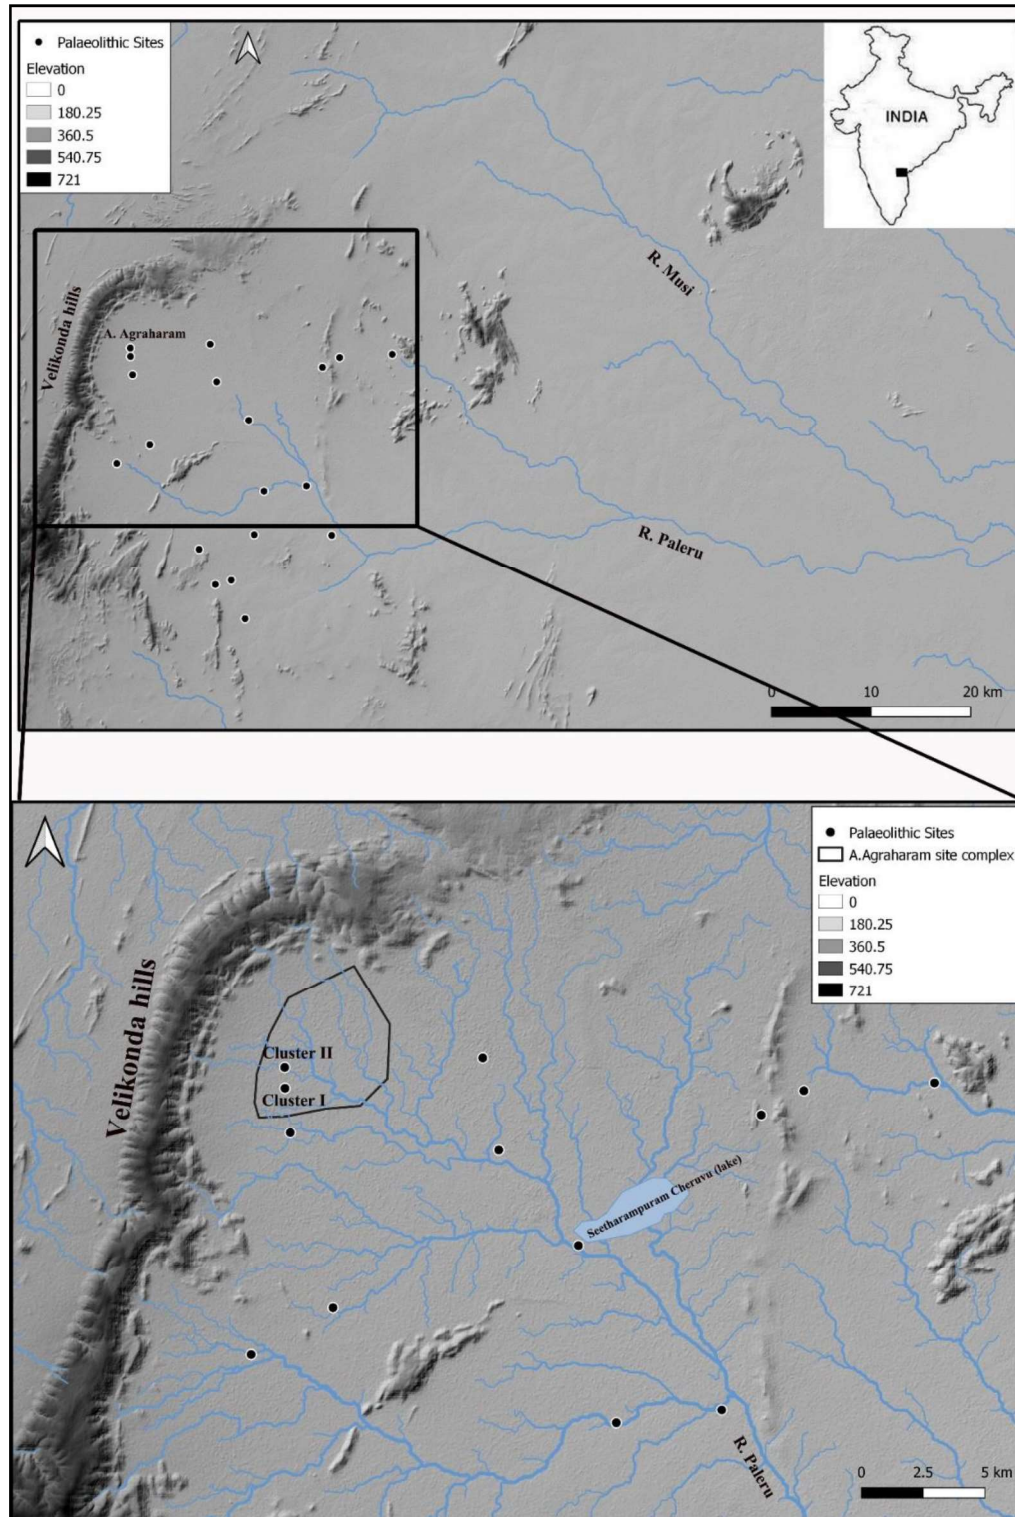 Palaeolithic Sites
Elevation
0
180.25
360.5
540.75
721
INDIA
R. Musi
Velikonda hills
A. Agraharam
R. Paleru
0 10 20 km
Palaeolithic Sites
A.Agraharam site complex
Elevation
0
180.25
360.5
540.75
721
Velikonda hills
Cluster II
Cluster I
Seetharampuram Cheruvu (lake)
R. Paleru
0 2.5 5 km